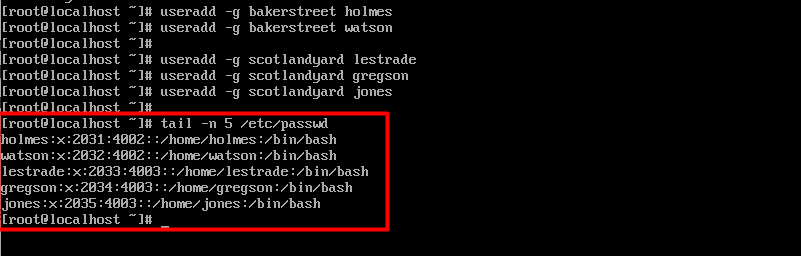 [root@localhost ~]# useradd -g bakerstreet holmes
[root@localhost ~]# useradd -g bakerstreet watson
[root@localhost ~]#
[root@localhost ~]# useradd -g scotlandyard lestrade
[root@localhost ~]# useradd -g scotlandyard gregson
[root@localhost ~]# useradd -g scotlandyard jones
[root@localhost ~]#
[root@localhost ~]# tail -n 5 /etc/passwd
holmes:x:2031:4002::/home/holmes:/bin/bash
watson:x:2032:4002::/home/watson:/bin/bash
lestrade:x:2033:4003::/home/lestrade:/bin/bash
gregson:x:2034:4003::/home/gregson:/bin/bash
jones:x:2035:4003::/home/jones:/bin/bash
[root@localhost ~]# _